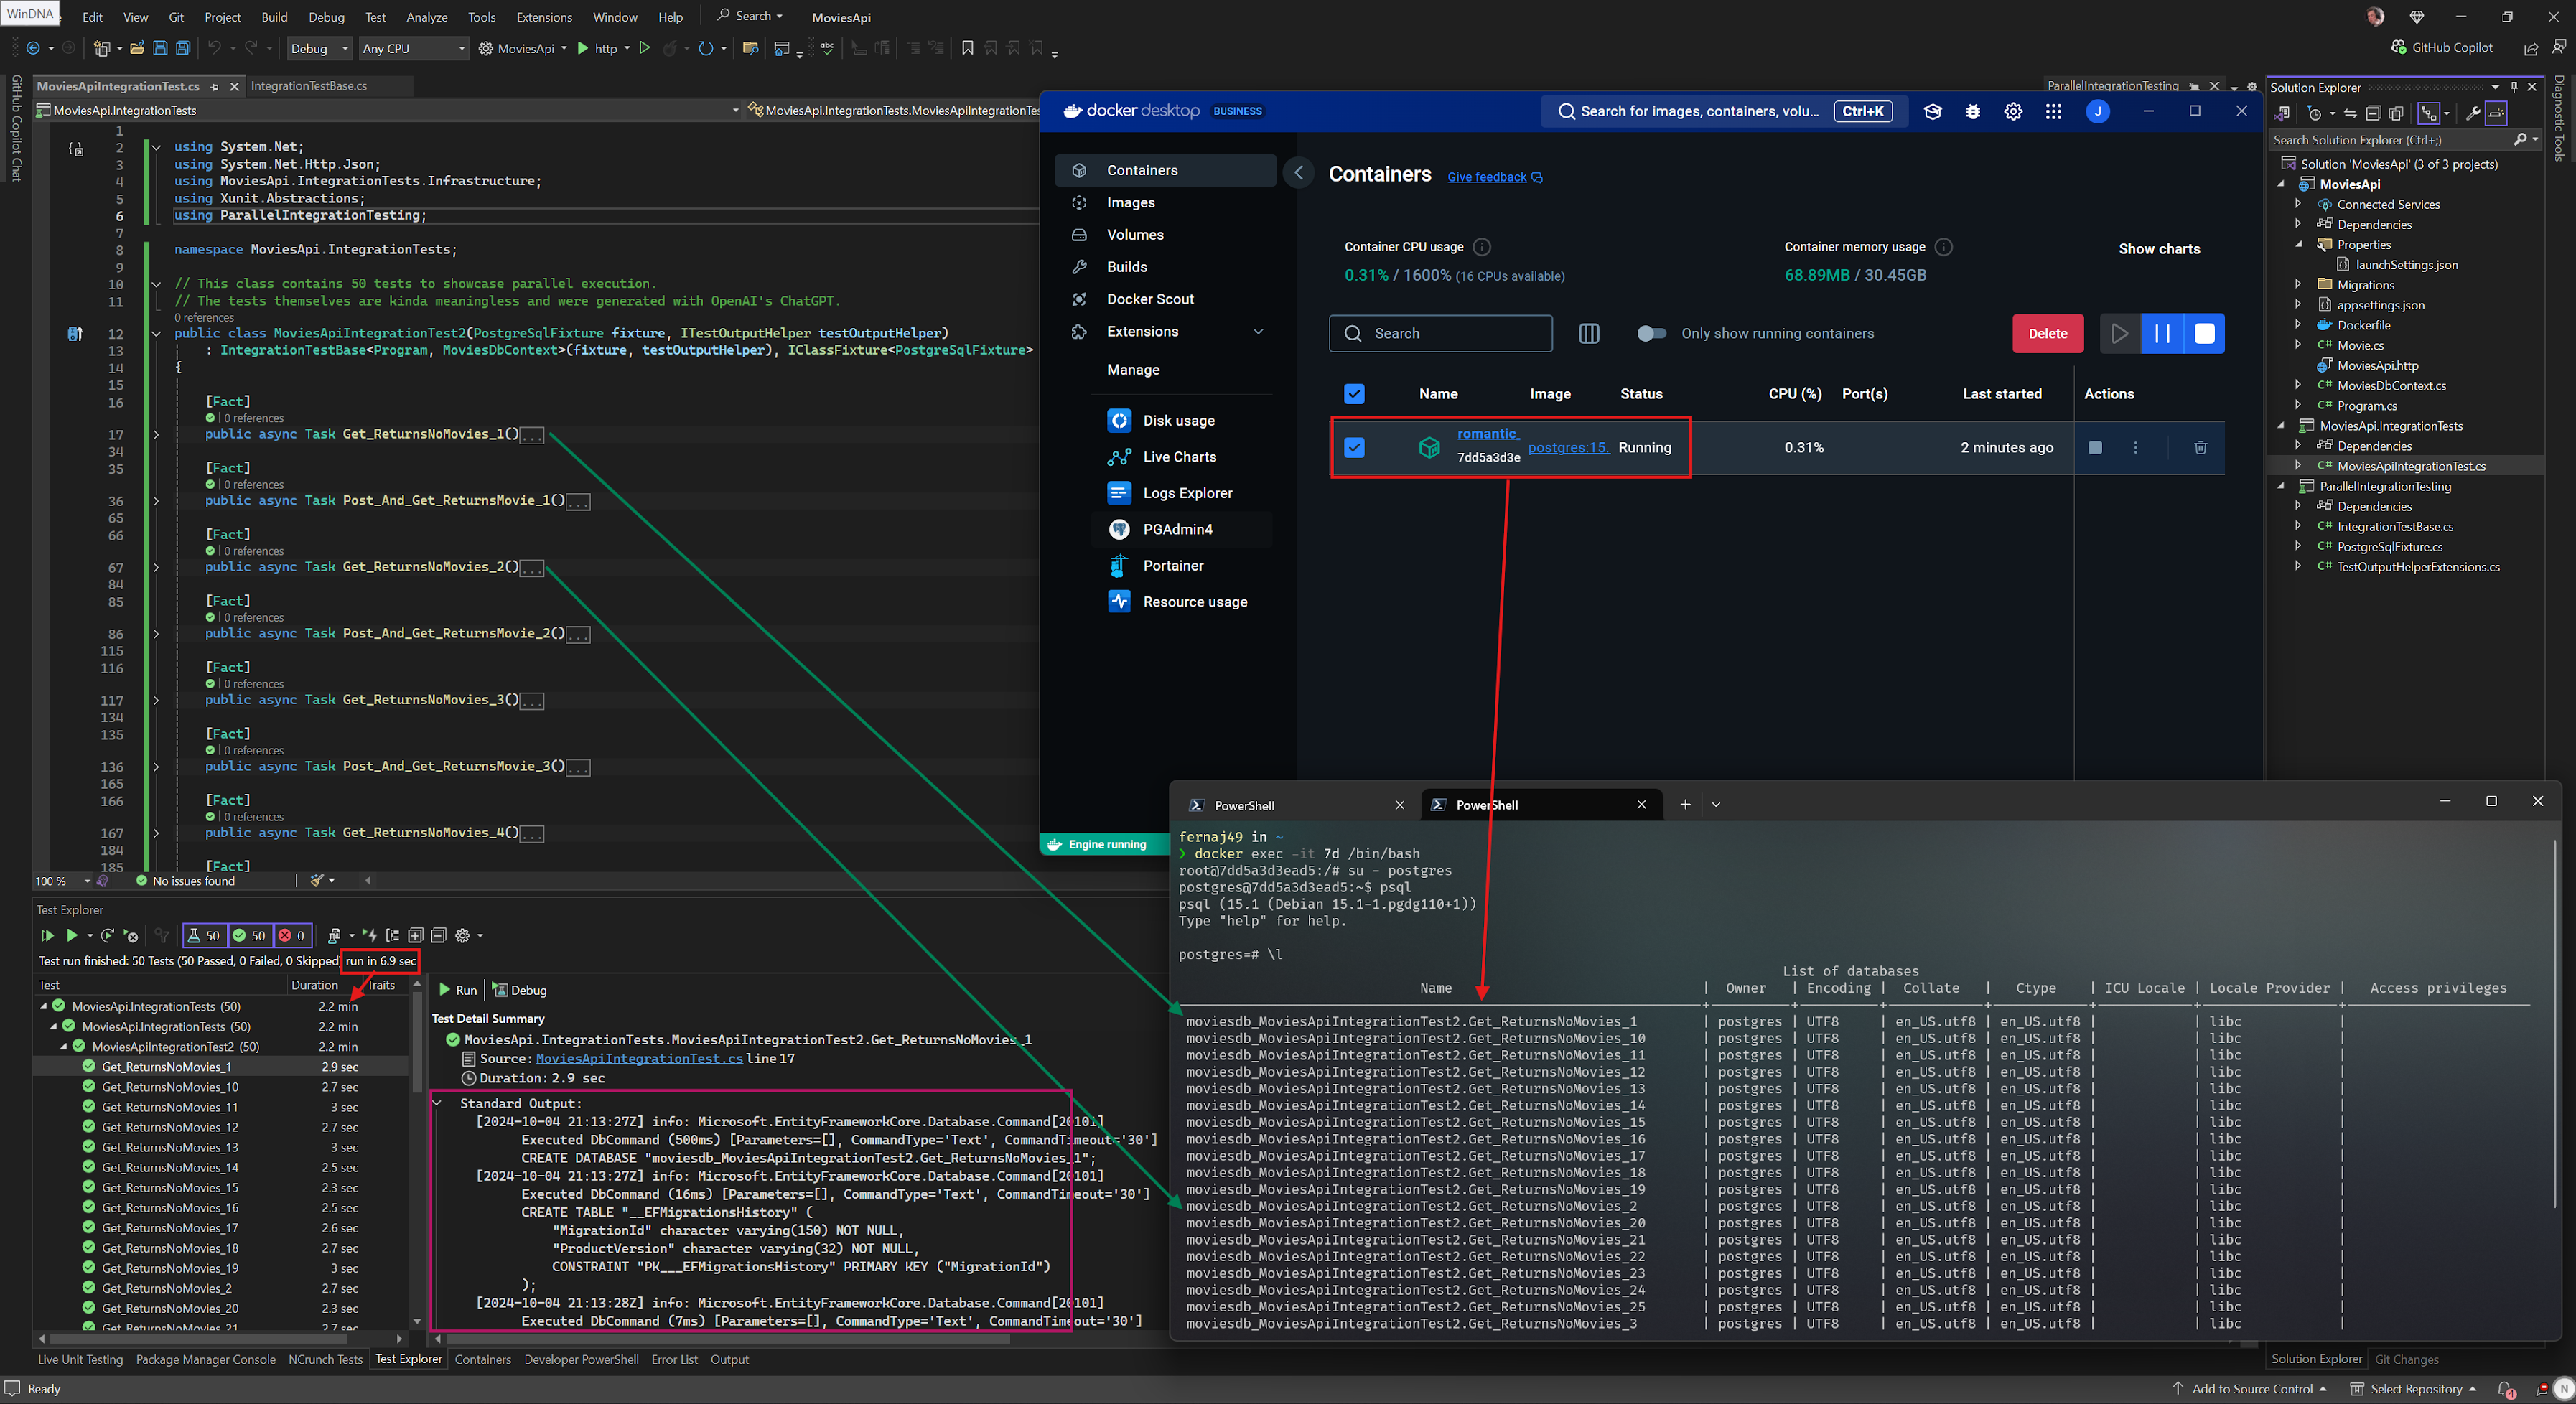 WinDNA
Edit View Git Project Build Debug Test Analyze Tools Extensions Window Help Search MoviesApi
Debug Any CPU MoviesApi http GitHub Copilot
GitHub Copilot Chat
MoviesApiIntegrationTest.cs IntegrationTestBase.cs
MoviesApi.IntegrationTests MoviesApi.IntegrationTests.MoviesApiIntegrationTes
1
2 using System.Net;
3 using System.Net.Http.Json;
4 using MoviesApi.IntegrationTests.Infrastructure;
5 using Xunit.Abstractions;
6 using ParallelIntegrationTesting;
7
8 namespace MoviesApi.IntegrationTests;
9
10 // This class contains 50 tests to showcase parallel execution.
11 // The tests themselves are kinda meaningless and were generated with OpenAI's ChatGPT.
0 references
12 public class MoviesApiIntegrationTest2(PostgreSqlFixture fixture, ITestOutputHelper testOutputHelper)
13 : IntegrationTestBase<Program, MoviesDbContext>(fixture, testOutputHelper), IClassFixture<PostgreSqlFixture>
14 {
15
16 [Fact]
0 references
17 public async Task Get_ReturnsNoMovies_1()...
34
35 [Fact]
0 references
36 public async Task Post_And_Get_ReturnsMovie_1()...
65
66 [Fact]
0 references
67 public async Task Get_ReturnsNoMovies_2()...
84
85 [Fact]
0 references
86 public async Task Post_And_Get_ReturnsMovie_2()...
115
116 [Fact]
0 references
117 public async Task Get_ReturnsNoMovies_3()...
134
135 [Fact]
0 references
136 public async Task Post_And_Get_ReturnsMovie_3()...
165
166 [Fact]
0 references
167 public async Task Get_ReturnsNoMovies_4()...
184
185 [Fact]
100 % No issues found
Test Explorer
50 50 0
Test run finished: 50 Tests (50 Passed, 0 Failed, 0 Skipped run in 6.9 sec
Test Duration Traits
MoviesApi.IntegrationTests (50) 2.2 min
MoviesApi.IntegrationTests (50) 2.2 min
MoviesApiIntegrationTest2 (50) 2.2 min
Get_ReturnsNoMovies_1 2.9 sec
Get_ReturnsNoMovies_10 2.7 sec
Get_ReturnsNoMovies_11 3 sec
Get_ReturnsNoMovies_12 2.7 sec
Get_ReturnsNoMovies_13 3 sec
Get_ReturnsNoMovies_14 2.5 sec
Get_ReturnsNoMovies_15 2.3 sec
Get_ReturnsNoMovies_16 2.5 sec
Get_ReturnsNoMovies_17 2.6 sec
Get_ReturnsNoMovies_18 2.7 sec
Get_ReturnsNoMovies_19 3 sec
Get_ReturnsNoMovies_2 2.7 sec
Get_ReturnsNoMovies_20 2.3 sec
Get_ReturnsNoMovies_21 2.7 sec
Run Debug
Test Detail Summary
MoviesApi.IntegrationTests.MoviesApiIntegrationTest2.Get_ReturnsNoMovies_1
Source: MoviesApiIntegrationTest.cs line 17
Duration: 2.9 sec
Standard Output:
[2024-10-04 21:13:27Z] info: Microsoft.EntityFrameworkCore.Database.Command[20101]
Executed DbCommand (500ms) [Parameters=[], CommandType='Text', CommandTimeout='30']
CREATE DATABASE "moviesdb_MoviesApiIntegrationTest2.Get_ReturnsNoMovies_1";
[2024-10-04 21:13:27Z] info: Microsoft.EntityFrameworkCore.Database.Command[20101]
Executed DbCommand (16ms) [Parameters=[], CommandType='Text', CommandTimeout='30']
CREATE TABLE "__EFMigrationsHistory" (
"MigrationId" character varying(150) NOT NULL,
"ProductVersion" character varying(32) NOT NULL,
CONSTRAINT "PK___EFMigrationsHistory" PRIMARY KEY ("MigrationId")
);
[2024-10-04 21:13:28Z] info: Microsoft.EntityFrameworkCore.Database.Command[20101]
Executed DbCommand (7ms) [Parameters=[], CommandType='Text', CommandTimeout='30']
Live Unit Testing Package Manager Console NCrunch Tests Test Explorer Containers Developer PowerShell Error List Output
Ready Add to Source Control Select Repository 4 N
ParallelIntegrationTesting
docker desktop BUSINESS Search for images, containers, volu... Ctrl+K J
Containers
Images
Volumes
Builds
Docker Scout
Extensions
Manage
Disk usage
Live Charts
Logs Explorer
PGAdmin4
Portainer
Resource usage
Engine running
Containers Give feedback
Container CPU usage Container memory usage Show charts
0.31% / 1600% (16 CPUs available) 68.89MB / 30.45GB
Search Only show running containers Delete
Name Image Status CPU (%) Port(s) Last started Actions
romantic_ postgres:15. Running 0.31% 2 minutes ago
7dd5a3d3e
PowerShell PowerShell
fernaj49 in ~
❯ docker exec -it 7d /bin/bash
root@7dd5a3d3ead5:/# su - postgres
postgres@7dd5a3d3ead5:~$ psql
psql (15.1 (Debian 15.1-1.pgdg110+1))
Type "help" for help.
postgres=# \l
List of databases
Name | Owner | Encoding | Collate | Ctype | ICU Locale | Locale Provider | Access privileges
moviesdb_MoviesApiIntegrationTest2.Get_ReturnsNoMovies_1 | postgres | UTF8 | en_US.utf8 | en_US.utf8 | | libc |
moviesdb_MoviesApiIntegrationTest2.Get_ReturnsNoMovies_10 | postgres | UTF8 | en_US.utf8 | en_US.utf8 | | libc |
moviesdb_MoviesApiIntegrationTest2.Get_ReturnsNoMovies_11 | postgres | UTF8 | en_US.utf8 | en_US.utf8 | | libc |
moviesdb_MoviesApiIntegrationTest2.Get_ReturnsNoMovies_12 | postgres | UTF8 | en_US.utf8 | en_US.utf8 | | libc |
moviesdb_MoviesApiIntegrationTest2.Get_ReturnsNoMovies_13 | postgres | UTF8 | en_US.utf8 | en_US.utf8 | | libc |
moviesdb_MoviesApiIntegrationTest2.Get_ReturnsNoMovies_14 | postgres | UTF8 | en_US.utf8 | en_US.utf8 | | libc |
moviesdb_MoviesApiIntegrationTest2.Get_ReturnsNoMovies_15 | postgres | UTF8 | en_US.utf8 | en_US.utf8 | | libc |
moviesdb_MoviesApiIntegrationTest2.Get_ReturnsNoMovies_16 | postgres | UTF8 | en_US.utf8 | en_US.utf8 | | libc |
moviesdb_MoviesApiIntegrationTest2.Get_ReturnsNoMovies_17 | postgres | UTF8 | en_US.utf8 | en_US.utf8 | | libc |
moviesdb_MoviesApiIntegrationTest2.Get_ReturnsNoMovies_18 | postgres | UTF8 | en_US.utf8 | en_US.utf8 | | libc |
moviesdb_MoviesApiIntegrationTest2.Get_ReturnsNoMovies_19 | postgres | UTF8 | en_US.utf8 | en_US.utf8 | | libc |
moviesdb_MoviesApiIntegrationTest2.Get_ReturnsNoMovies_2 | postgres | UTF8 | en_US.utf8 | en_US.utf8 | | libc |
moviesdb_MoviesApiIntegrationTest2.Get_ReturnsNoMovies_20 | postgres | UTF8 | en_US.utf8 | en_US.utf8 | | libc |
moviesdb_MoviesApiIntegrationTest2.Get_ReturnsNoMovies_21 | postgres | UTF8 | en_US.utf8 | en_US.utf8 | | libc |
moviesdb_MoviesApiIntegrationTest2.Get_ReturnsNoMovies_22 | postgres | UTF8 | en_US.utf8 | en_US.utf8 | | libc |
moviesdb_MoviesApiIntegrationTest2.Get_ReturnsNoMovies_23 | postgres | UTF8 | en_US.utf8 | en_US.utf8 | | libc |
moviesdb_MoviesApiIntegrationTest2.Get_ReturnsNoMovies_24 | postgres | UTF8 | en_US.utf8 | en_US.utf8 | | libc |
moviesdb_MoviesApiIntegrationTest2.Get_ReturnsNoMovies_25 | postgres | UTF8 | en_US.utf8 | en_US.utf8 | | libc |
moviesdb_MoviesApiIntegrationTest2.Get_ReturnsNoMovies_3 | postgres | UTF8 | en_US.utf8 | en_US.utf8 | | libc |
Solution Explorer
Search Solution Explorer (Ctrl+;)
Solution 'MoviesApi' (3 of 3 projects)
MoviesApi
Connected Services
Dependencies
Properties
launchSettings.json
Migrations
appsettings.json
Dockerfile
C# Movie.cs
MoviesApi.http
C# MoviesDbContext.cs
C# Program.cs
MoviesApi.IntegrationTests
Dependencies
C# MoviesApiIntegrationTest.cs
ParallelIntegrationTesting
Dependencies
C# IntegrationTestBase.cs
C# PostgreSqlFixture.cs
C# TestOutputHelperExtensions.cs
Solution Explorer Git Changes
Diagnostic Tools